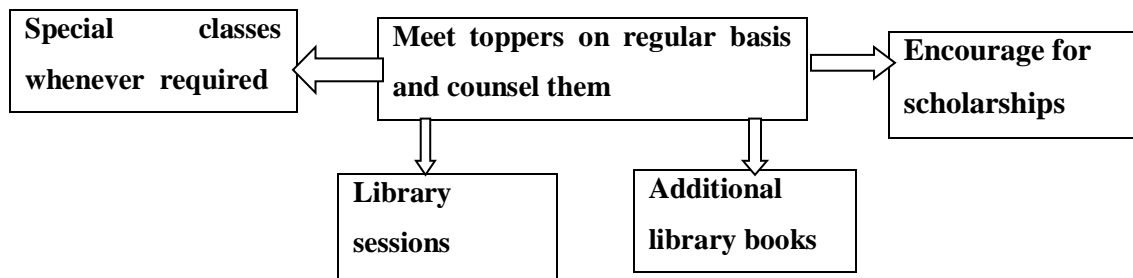 Special classes
whenever required
Meet toppers on regular basis
and counsel them
Encourage for
scholarships
Library
sessions
Additional
library books